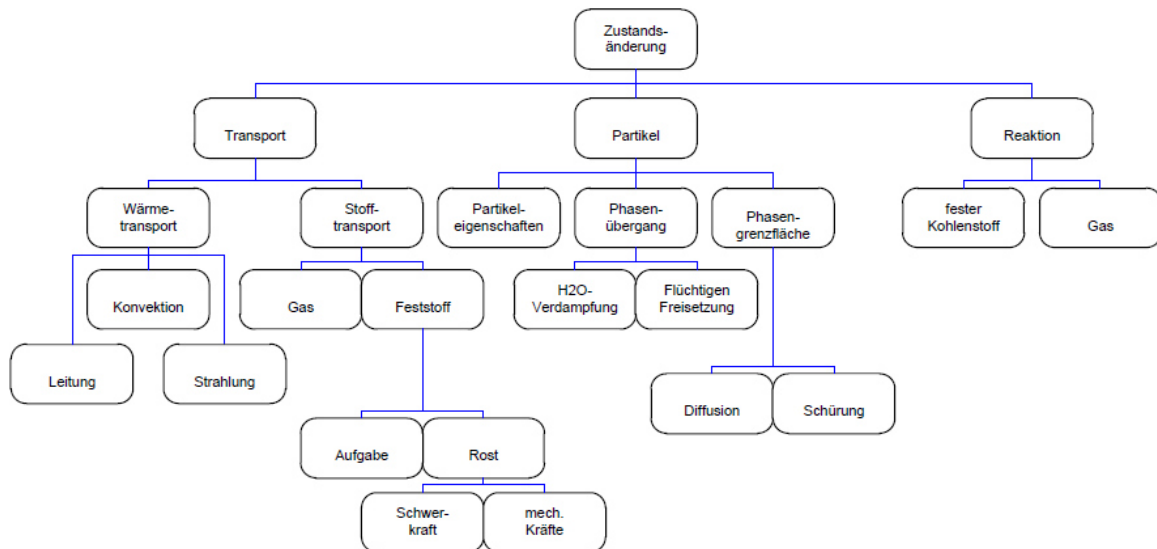 Zustands-
änderung
Transport
Partikel
Reaktion
Wärme-
transport
Stoff-
transport
Partikel-
eigenschaften
Phasen-
übergang
Phasen-
grenzfläche
fester
Kohlenstoff
Gas
Konvektion
Gas
Feststoff
H2O-
Verdampfung
Flüchtigen
Freisetzung
Leitung
Strahlung
Diffusion
Schürung
Aufgabe
Rost
Schwer-
kraft
mech.
Kräfte